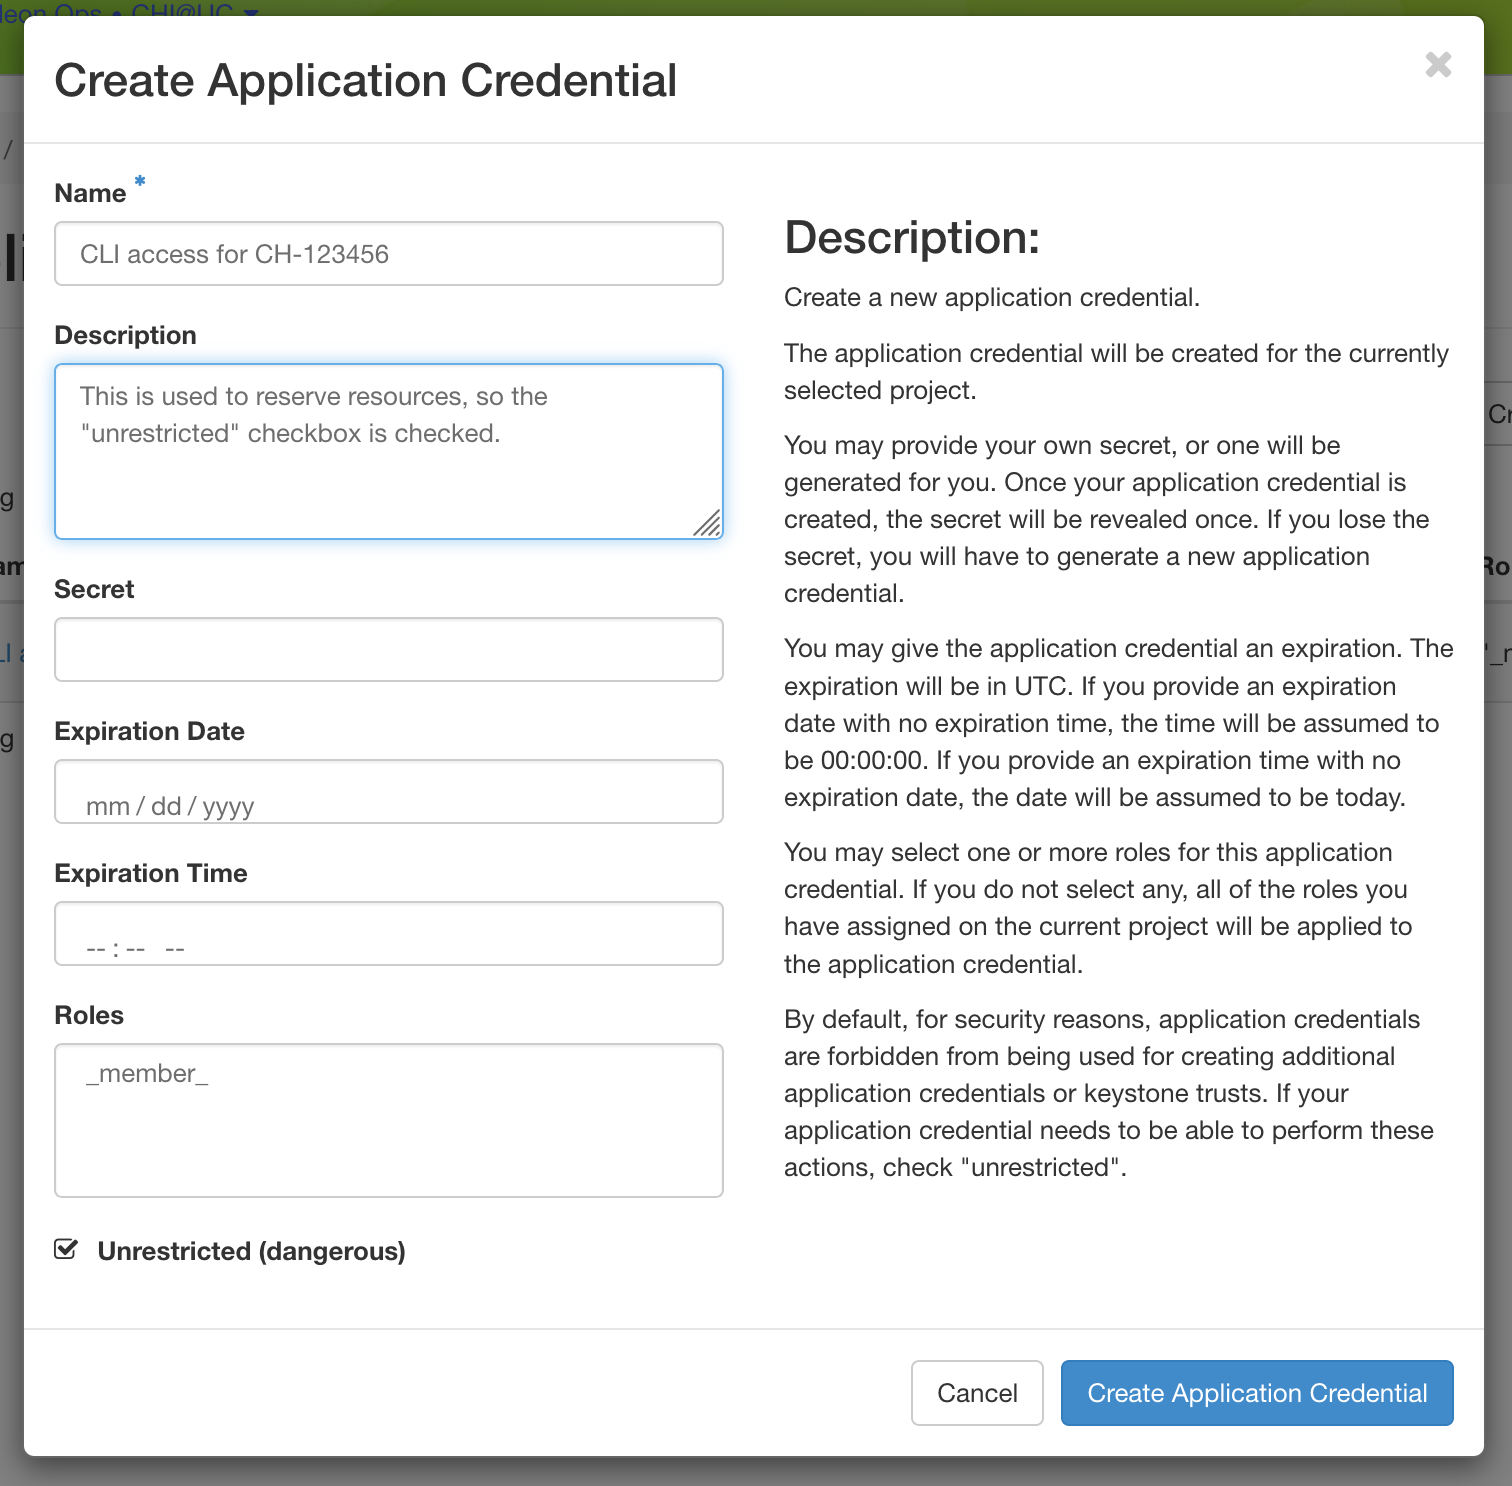 CHI@UC
Create Application Credential
Name *
CLI access for CH-123456
Description
This is used to reserve resources, so the
"unrestricted" checkbox is checked.
Secret
Expiration Date
mm / dd / yyyy
Expiration Time
-- : --  --
Roles
_member_
Unrestricted (dangerous)
Description:
Create a new application credential.
The application credential will be created for the currently
selected project.
You may provide your own secret, or one will be
generated for you. Once your application credential is
created, the secret will be revealed once. If you lose the
secret, you will have to generate a new application
credential.
You may give the application credential an expiration. The
expiration will be in UTC. If you provide an expiration
date with no expiration time, the time will be assumed to
be 00:00:00. If you provide an expiration time with no
expiration date, the date will be assumed to be today.
You may select one or more roles for this application
credential. If you do not select any, all of the roles you
have assigned on the current project will be applied to
the application credential.
By default, for security reasons, application credentials
are forbidden from being used for creating additional
application credentials or keystone trusts. If your
application credential needs to be able to perform these
actions, check "unrestricted".
Cancel
Create Application Credential